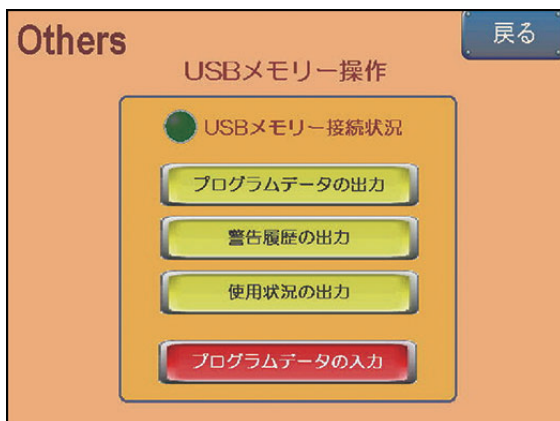 Others
戻る
USBメモリー操作
USBメモリー接続状況
プログラムデータの出力
警告履歴の出力
使用状況の出力
プログラムデータの入力